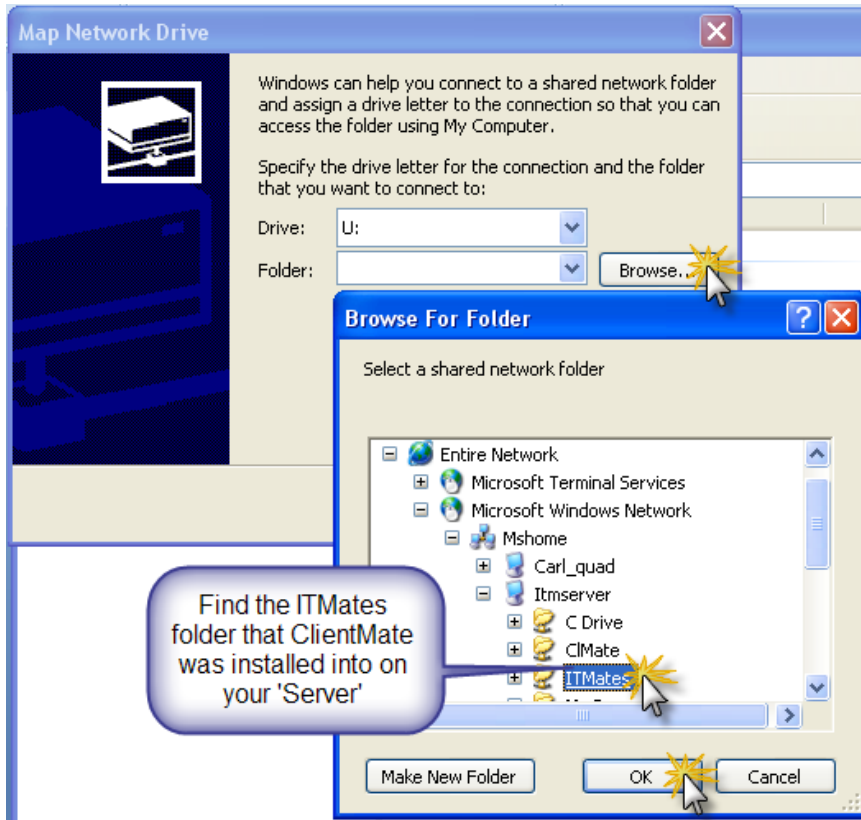 Map Network Drive
Windows can help you connect to a shared network folder
and assign a drive letter to the connection so that you can
access the folder using My Computer.
Specify the drive letter for the connection and the folder
that you want to connect to:
Drive: U:
Folder: Browse...
Browse For Folder
Select a shared network folder
Entire Network
Microsoft Terminal Services
Microsoft Windows Network
Mshome
Carl_quad
Itmserver
C Drive
ClMate
ITMates
Find the ITMates
folder that ClientMate
was installed into on
your 'Server'
Make New Folder OK Cancel